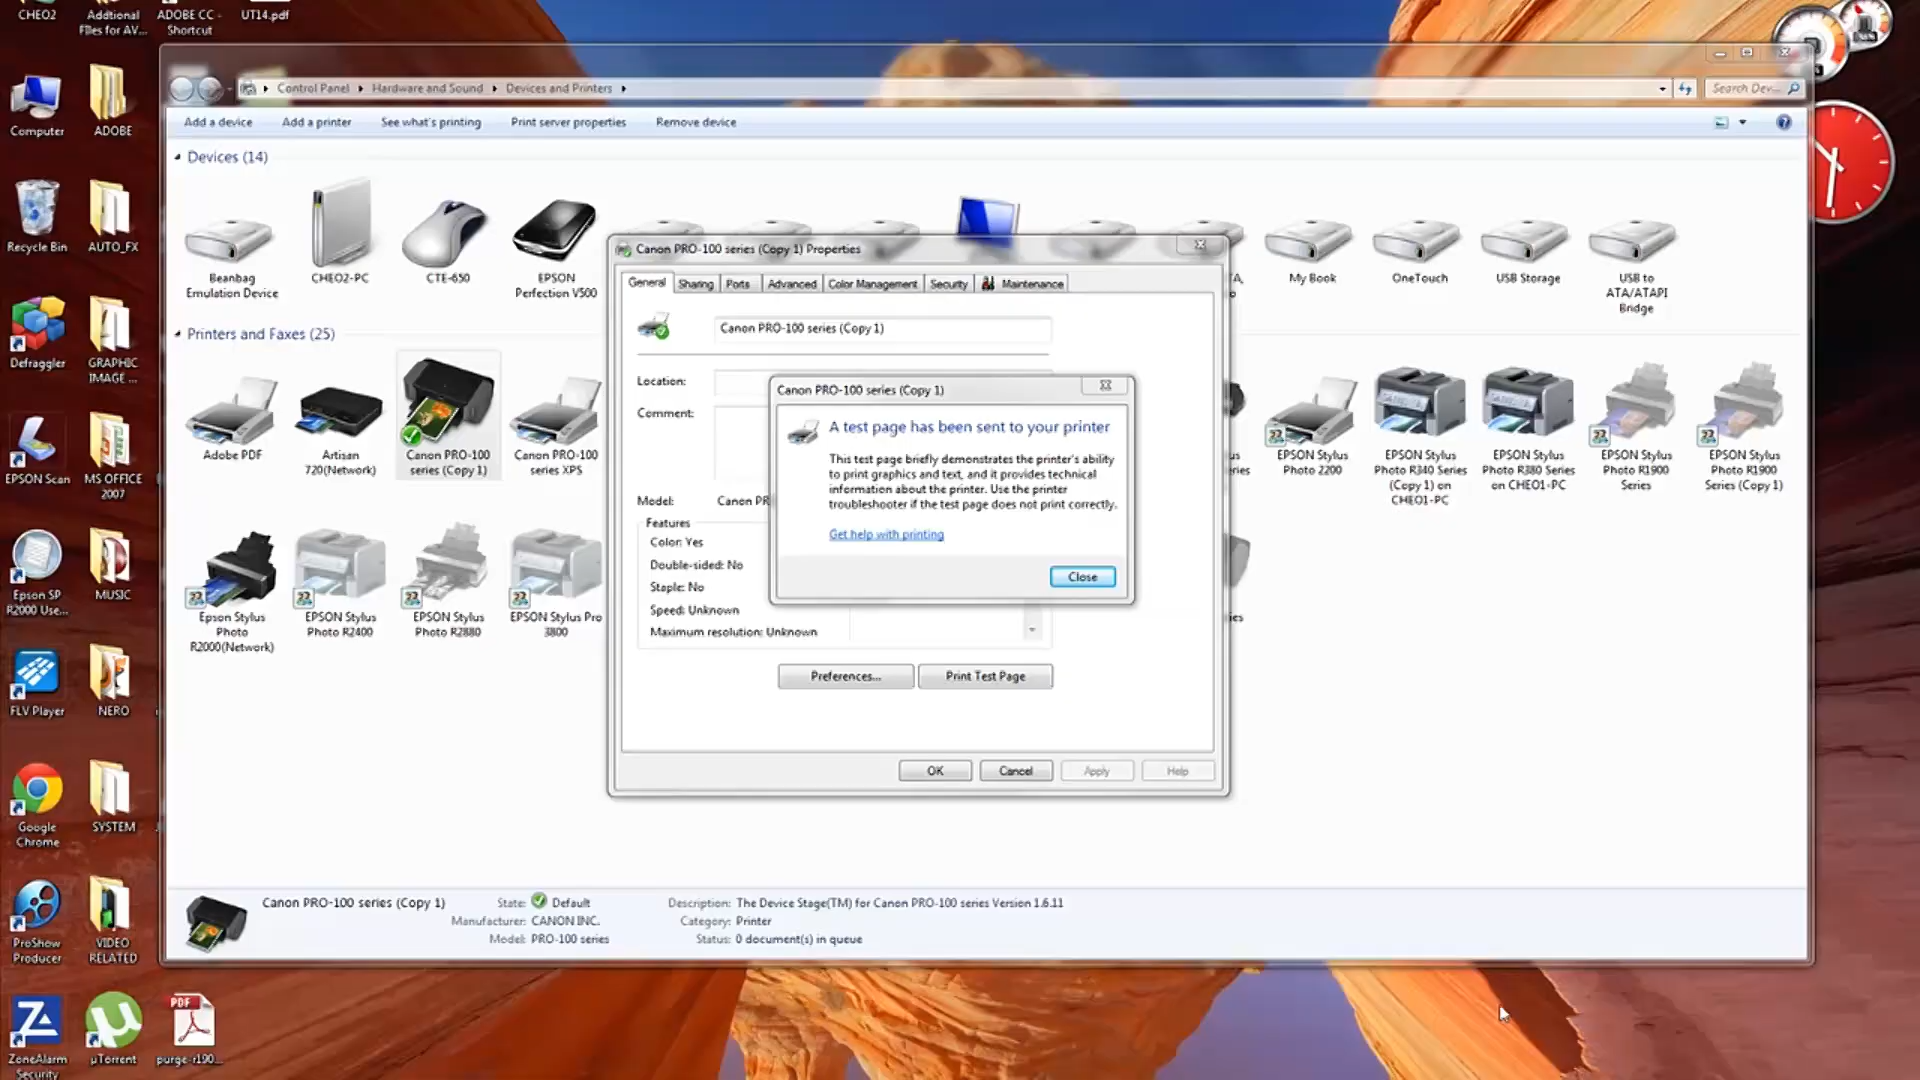 CHEO2
Addtional
Files for AV...
ADOBE CC -
Shortcut
UT14.pdf
Computer
ADOBE
Recycle Bin
AUTO_FX
Defraggler
GRAPHIC
IMAGE ...
EPSON Scan
MS OFFICE
2007
Epson SP
R2000 Use...
MUSIC
FLV Player
NERO
Google
Chrome
SYSTEM
ProShow
Producer
VIDEO
RELATED
ZoneAlarm
Security
µTorrent
PDF
purge-r190...
Control Panel
Hardware and Sound
Devices and Printers
Search Dev...
Add a device
Add a printer
See what's printing
Print server properties
Remove device
Devices (14)
Beanbag
Emulation Device
CHEO2-PC
CTE-650
EPSON
Perfection V500
My Book
OneTouch
USB Storage
USB to
ATA/ATAPI
Bridge
Printers and Faxes (25)
Adobe PDF
Artisan
720(Network)
Canon PRO-100
series (Copy 1)
Canon PRO-100
series XPS
EPSON Stylus
Photo 2200
EPSON Stylus
Photo R340 Series
(Copy 1) on
CHEO1-PC
EPSON Stylus
Photo R380 Series
on CHEO1-PC
EPSON Stylus
Photo R1900
Series
EPSON Stylus
Photo R1900
Series (Copy 1)
Epson Stylus
Photo
R2000(Network)
EPSON Stylus
Photo R2400
EPSON Stylus
Photo R2880
EPSON Stylus Pro
3800
Canon PRO-100 series (Copy 1) Properties
General
Sharing
Ports
Advanced
Color Management
Security
Maintenance
Canon PRO-100 series (Copy 1)
Location:
Comment:
Model:
Canon PR
Features
Color: Yes
Double-sided: No
Staple: No
Speed: Unknown
Maximum resolution: Unknown
Preferences...
Print Test Page
OK
Cancel
Apply
Help
Canon PRO-100 series (Copy 1)
A test page has been sent to your printer
This test page briefly demonstrates the printer's ability
to print graphics and text, and it provides technical
information about the printer. Use the printer
troubleshooter if the test page does not print correctly.
Get help with printing
Close
Canon PRO-100 series (Copy 1)
State: Default
Manufacturer: CANON INC.
Model: PRO-100 series
Description: The Device Stage(TM) for Canon PRO-100 series Version 1.6.11
Category: Printer
Status: 0 document(s) in queue